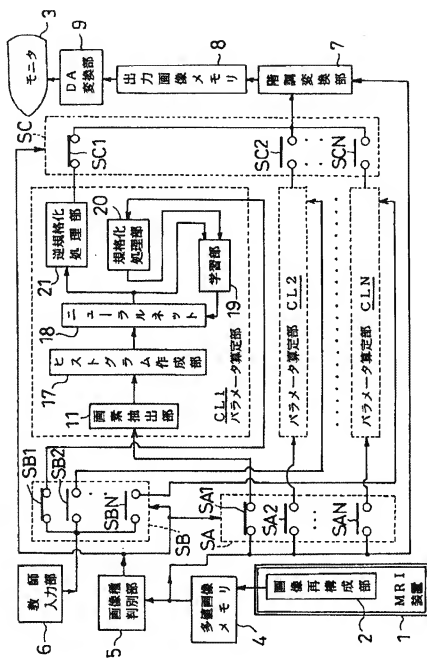 モニタ
3
DA変換部
9
出力画像メモリ
8
階調変換部
7
SC
SC1
SC2
SCN
逆規格化処理部
21
規格化処理部
20
学習部
19
ニューラルネット
18
ヒストグラム作成部
17
画素抽出部
11
CL1
パラメータ算定部
パラメータ算定部 CL2
パラメータ算定部 CLN
SB1
SB2
SBN
SB
SA
SA1
SA2
SAN
教師入力部
6
画像種判別部
5
多値画像メモリ
4
画像再構成部
2
MRI装置
1